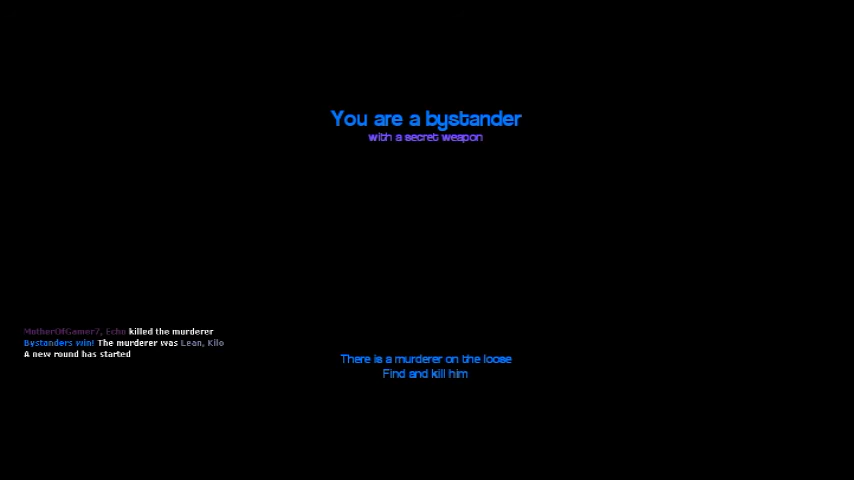 You are a bystander
with a secret weapon
MotherOfGamer7, Echo killed the murderer
Bystanders win! The murderer was Lean, Kilo
A new round has started
There is a murderer on the loose
Find and kill him